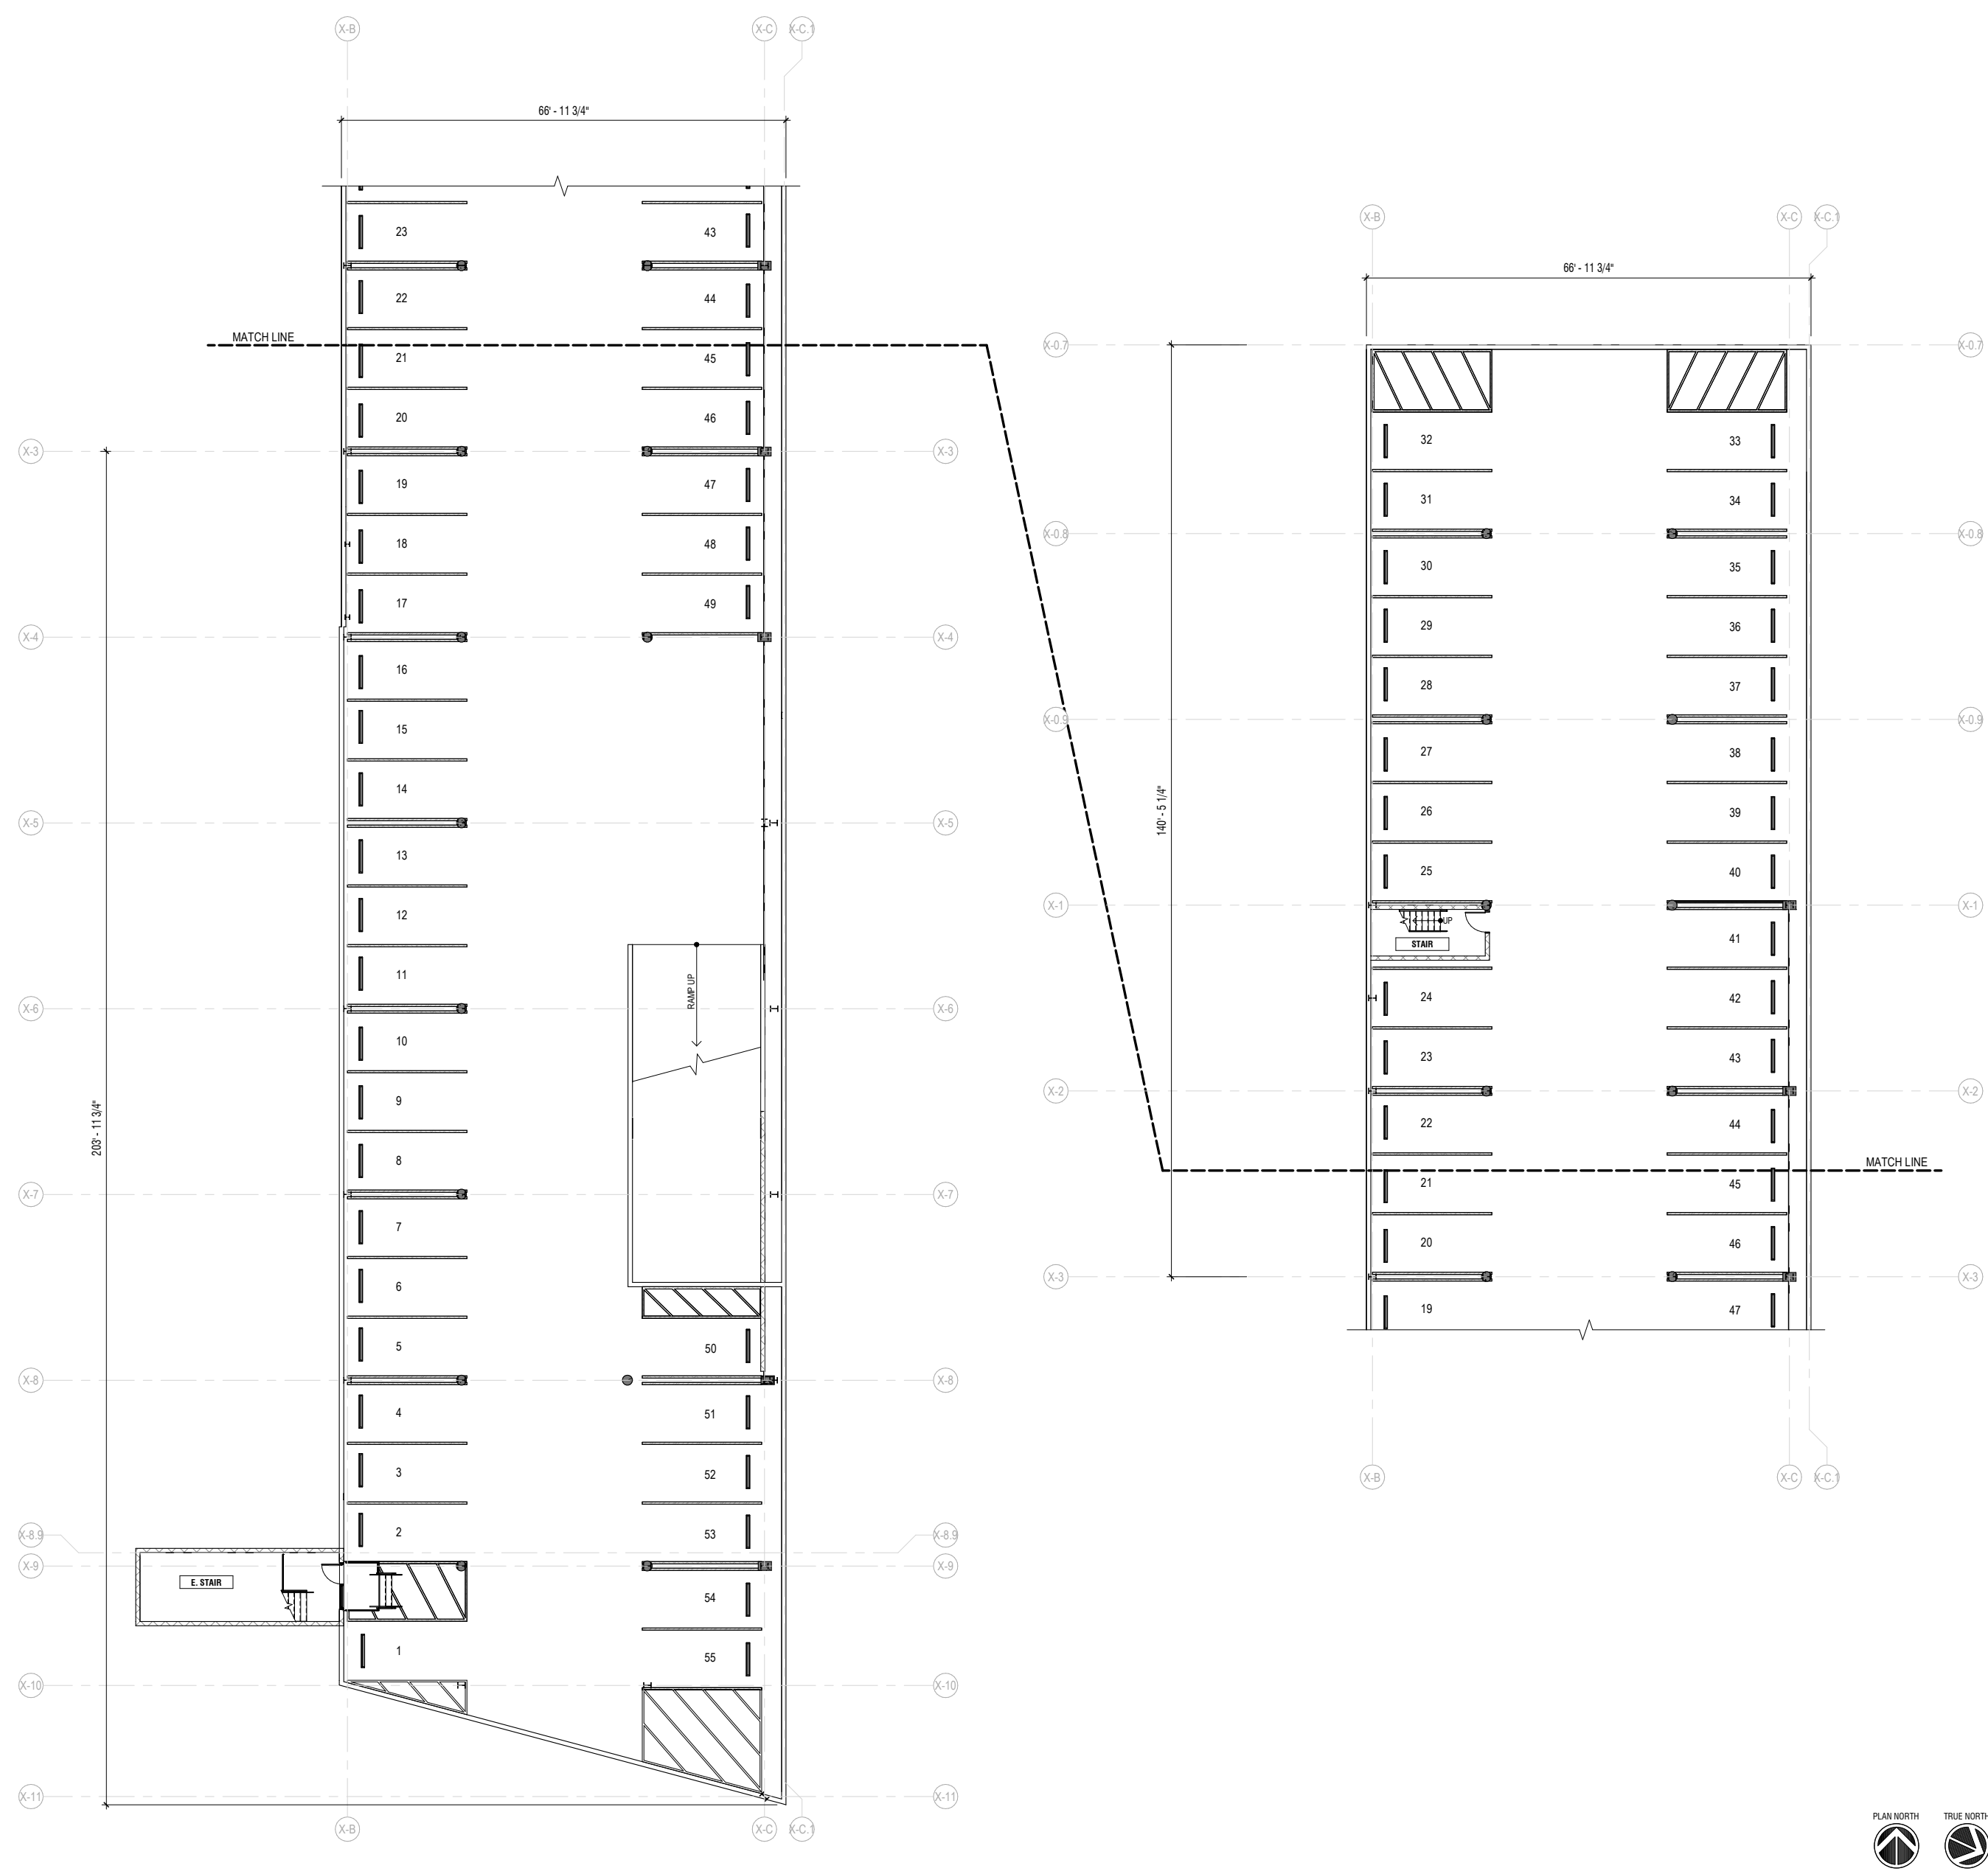 X-B
X-C
X-C.1
66' - 11 3/4"
23
43
22
44
MATCH LINE
21
45
20
46
X-3
X-3
19
47
18
48
17
49
X-4
X-4
16
15
14
X-5
X-5
13
12
11
RAMP UP
X-6
X-6
10
9
203' - 11 3/4"
8
X-7
X-7
7
6
5
50
X-8
X-8
4
51
3
52
2
53
X-8.9
X-8.9
X-9
X-9
E. STAIR
54
1
55
X-10
X-10
X-11
X-11
X-B
X-C
X-C.1
X-B
X-C
X-C.1
66' - 11 3/4"
X-0.7
X-0.7
32
33
31
34
X-0.8
X-0.8
30
35
29
36
28
37
X-0.9
X-0.9
27
38
140' - 5 1/4"
26
39
25
40
X-1
X-1
UP
STAIR
41
24
42
23
43
X-2
X-2
22
44
MATCH LINE
21
45
20
46
X-3
X-3
19
47
X-B
X-C
X-C.1
PLAN NORTH
TRUE NORTH